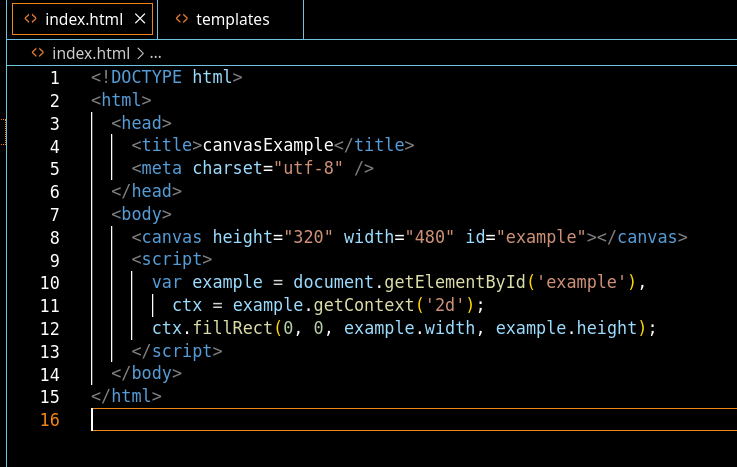 index.html
templates
index.html > ...
1 <!DOCTYPE html>
2 <html>
3 <head>
4 <title>canvasExample</title>
5 <meta charset="utf-8" />
6 </head>
7 <body>
8 <canvas height="320" width="480" id="example"></canvas>
9 <script>
10 var example = document.getElementById('example'),
11 ctx = example.getContext('2d');
12 ctx.fillRect(0, 0, example.width, example.height);
13 </script>
14 </body>
15 </html>
16